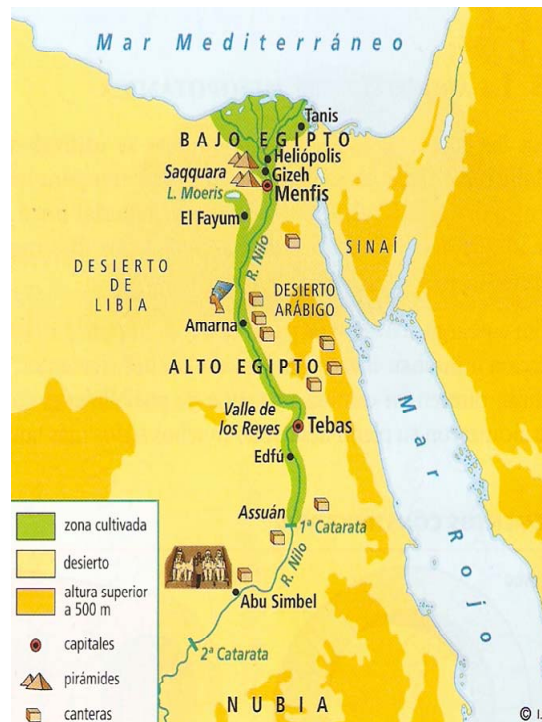 Mar Mediterráneo
Tanis
BAJO EGIPTO
Heliópolis
Saqquara
Gizeh
L. Moeris
Menfis
El Fayum
R. Nilo
SINAÍ
DESIERTO
DE
LIBIA
DESIERTO
ARÁBIGO
Amarna
ALTO EGIPTO
Mar Rojo
Valle de
los Reyes
Tebas
Edfú
Assuán
1ª Catarata
R. Nilo
Abu Simbel
2ª Catarata
NUBIA
zona cultivada
desierto
altura superior
a 500 m
capitales
pirámides
canteras